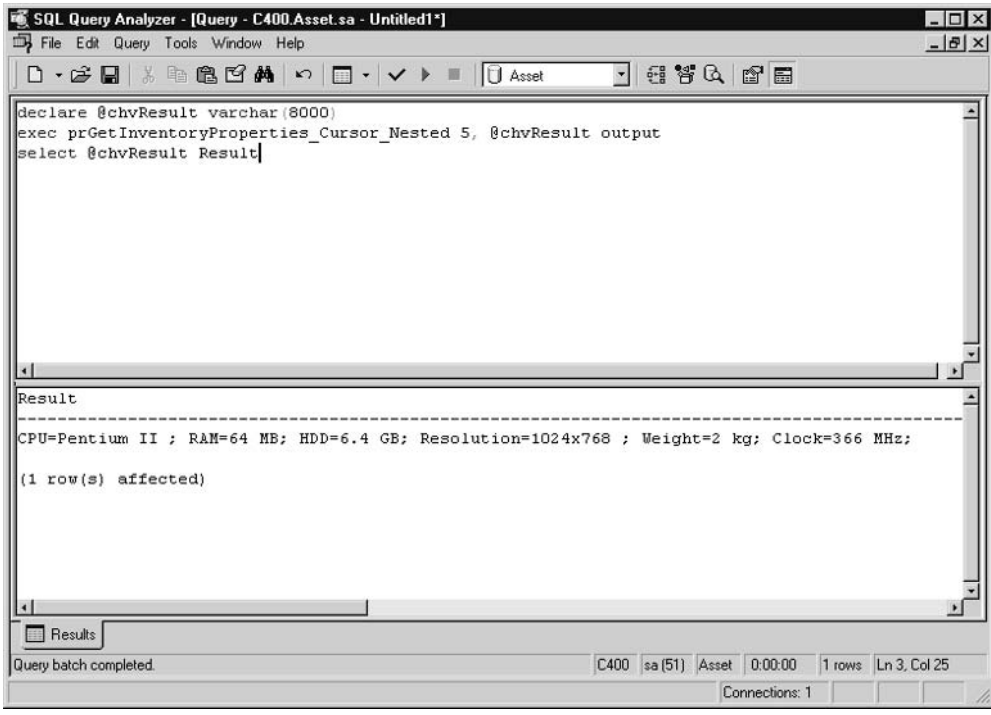 SQL Query Analyzer - [Query - C400.Asset.sa - Untitled1*]
File Edit Query Tools Window Help
Asset
declare @chvResult varchar(8000)
exec prGetInventoryProperties_Cursor_Nested 5, @chvResult output
select @chvResult Result
Result
--------------------------------------------------------------------------------------------------------
CPU=Pentium II ; RAM=64 MB; HDD=6.4 GB; Resolution=1024x768 ; Weight=2 kg; Clock=366 MHz;
(1 row(s) affected)
Results
Query batch completed. C400 sa (51) Asset 0:00:00 1 rows Ln 3, Col 25
Connections: 1